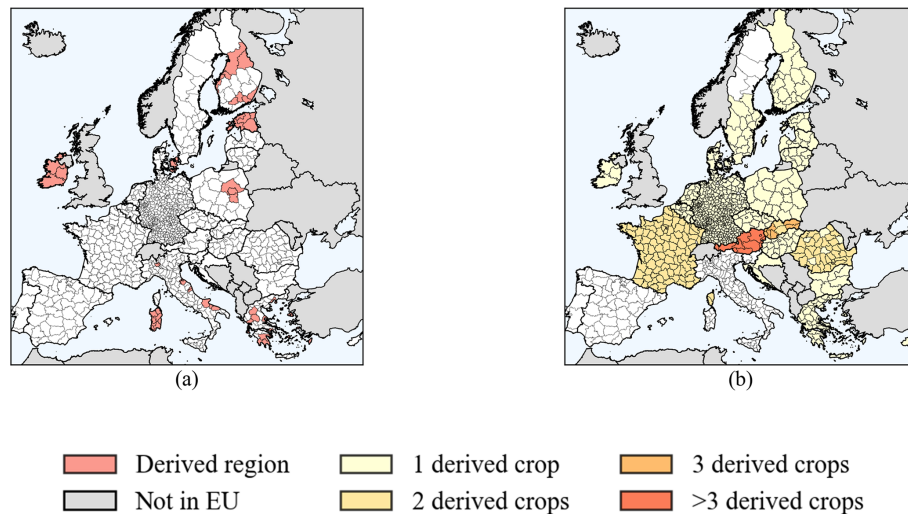 (a)
(b)
Derived region
1 derived crop
3 derived crops
Not in EU
2 derived crops
>3 derived crops